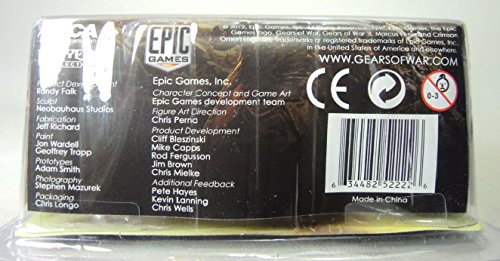 NECA
EPIC
GAMES
Product Development
Randy Falk
Sculpt
Neobauhaus Studios
Fabrication
Jeff Richard
Paint
Jon Wardell
Geoffrey Trapp
Prototypes
Adam Smith
Photography
Stephen Mazurek
Packaging
Chris Longo
Epic Games, Inc.
Character Concept and Game Art
Epic Games development team
Figure Art Direction
Chris Perna
Product Development
Cliff Bleszinski
Mike Capps
Rod Fergusson
Jim Brown
Chris Mielke
Additional Feedback
Pete Hayes
Kevin Lanning
Chris Wells
© 2012, Epic Games, Inc. Epic, Epic Games, the Epic
Games logo, Gears of War, Gears of War 3, Marcus Fenix and Crimson
Omen are trademarks or registered trademarks of Epic Games, Inc.
in the United States of America and elsewhere.
WWW.GEARSOFWAR.COM
CE
0-3
6 34482 52222 6
Made in China